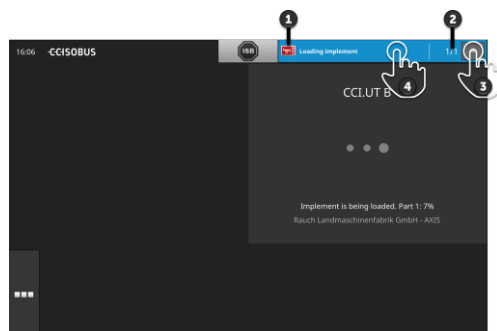 1
2
16:06
CCISOBUS
ISB
Loading implement
1/1
4
3
CCI.UT B
Implement is being loaded. Part 1: 7%
Rauch Landmaschinenfabrik GmbH - AXIS